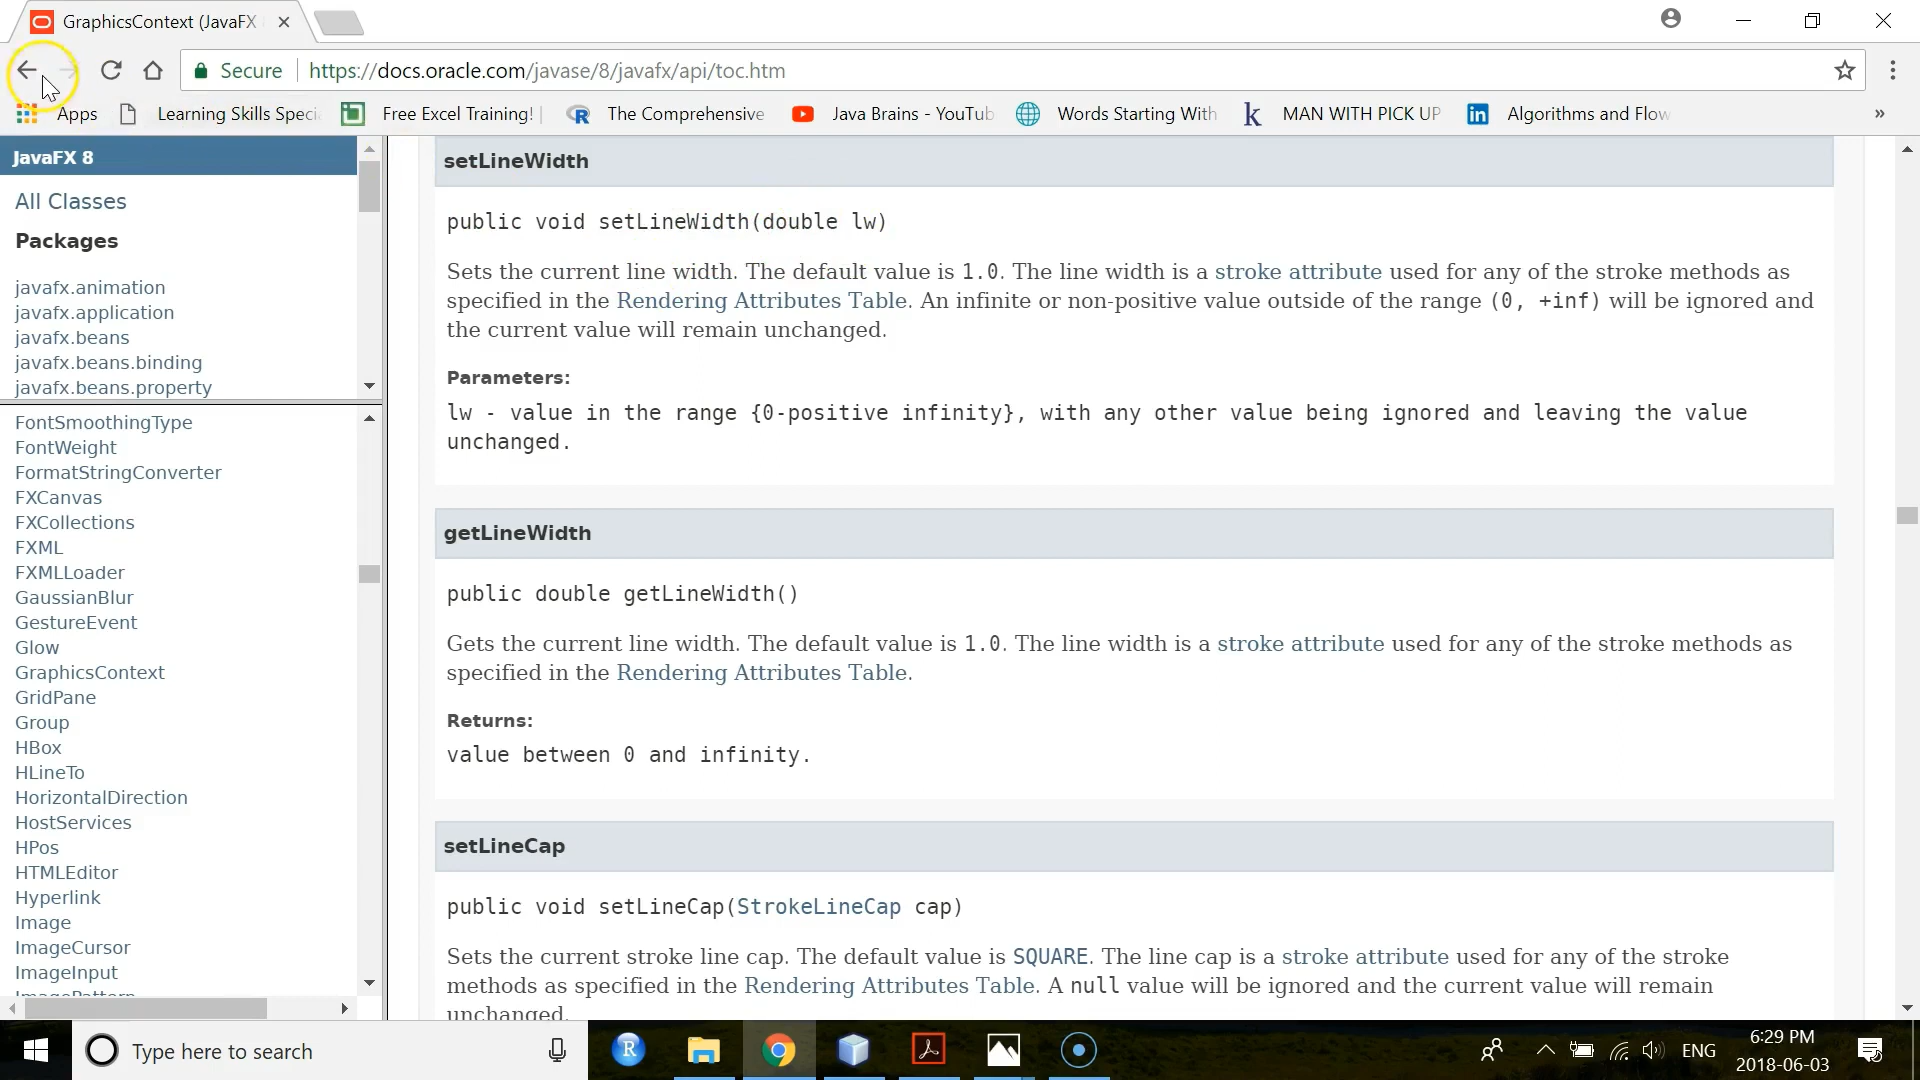 GraphicsContext (JavaFX
Secure
https://docs.oracle.com/javase/8/javafx/api/toc.htm
Apps
Learning Skills Speci
Free Excel Training! |
The Comprehensive
Java Brains - YouTub
Words Starting With
MAN WITH PICK UP
Algorithms and Flow
»
JavaFX 8
All Classes
Packages
javafx.animation
javafx.application
javafx.beans
javafx.beans.binding
javafx.beans.property
FontSmoothingType
FontWeight
FormatStringConverter
FXCanvas
FXCollections
FXML
FXMLLoader
GaussianBlur
GestureEvent
Glow
GraphicsContext
GridPane
Group
HBox
HLineTo
HorizontalDirection
HostServices
HPos
HTMLEditor
Hyperlink
Image
ImageCursor
ImageInput
ImagePattern
setLineWidth
public void setLineWidth(double lw)
Sets the current line width. The default value is 1.0. The line width is a stroke attribute used for any of the stroke methods as
specified in the Rendering Attributes Table. An infinite or non-positive value outside of the range (0, +inf) will be ignored and
the current value will remain unchanged.
Parameters:
lw - value in the range {0-positive infinity}, with any other value being ignored and leaving the value
unchanged.
getLineWidth
public double getLineWidth()
Gets the current line width. The default value is 1.0. The line width is a stroke attribute used for any of the stroke methods as
specified in the Rendering Attributes Table.
Returns:
value between 0 and infinity.
setLineCap
public void setLineCap(StrokeLineCap cap)
Sets the current stroke line cap. The default value is SQUARE. The line cap is a stroke attribute used for any of the stroke
methods as specified in the Rendering Attributes Table. A null value will be ignored and the current value will remain
unchanged.
Type here to search
ENG
6:29 PM
2018-06-03